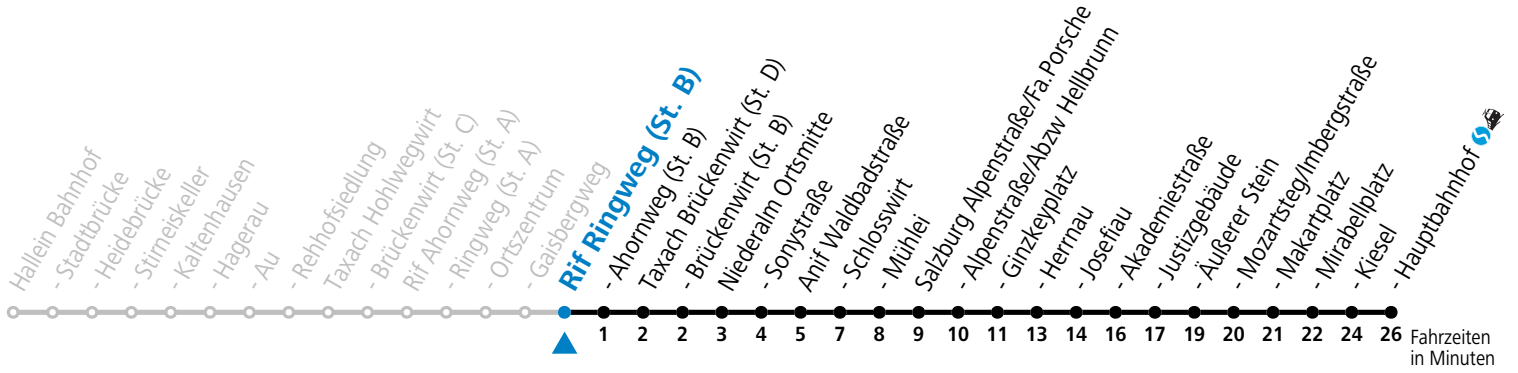 Hallein Bahnhof
- Stadtbrücke
- Heidebrücke
- Stirneiskeller
- Kaltenhausen
- Hagerau
- Au
- Rehhofsiedlung
Taxach Hohlwegwirt
- Brückenwirt (St. C)
Rif Ahornweg (St. A)
- Ringweg (St. A)
- Ortszentrum
- Gaisbergweg
Rif Ringweg (St. B)
- Ahornweg (St. B)
Taxach Brückenwirt (St. D)
- Brückenwirt (St. B)
Niederalm Ortsmitte
- Sonystraße
Anif Waldbadstraße
- Schlosswirt
- Mühlei
Salzburg Alpenstraße/Fa.Porsche
- Alpenstraße/Abzw Hellbrunn
- Ginzkeyplatz
- Herrnau
- Josefiau
- Akademiestraße
- Justizgebäude
- Äußerer Stein
- Mozartsteg/Imbergstraße
- Makartplatz
- Mirabellplatz
- Kiesel
- Hauptbahnhof S
1 2 2 3 4 5 7 8 9 10 11 13 14 16 17 19 20 21 22 24 26 Fahrzeiten
in Minuten